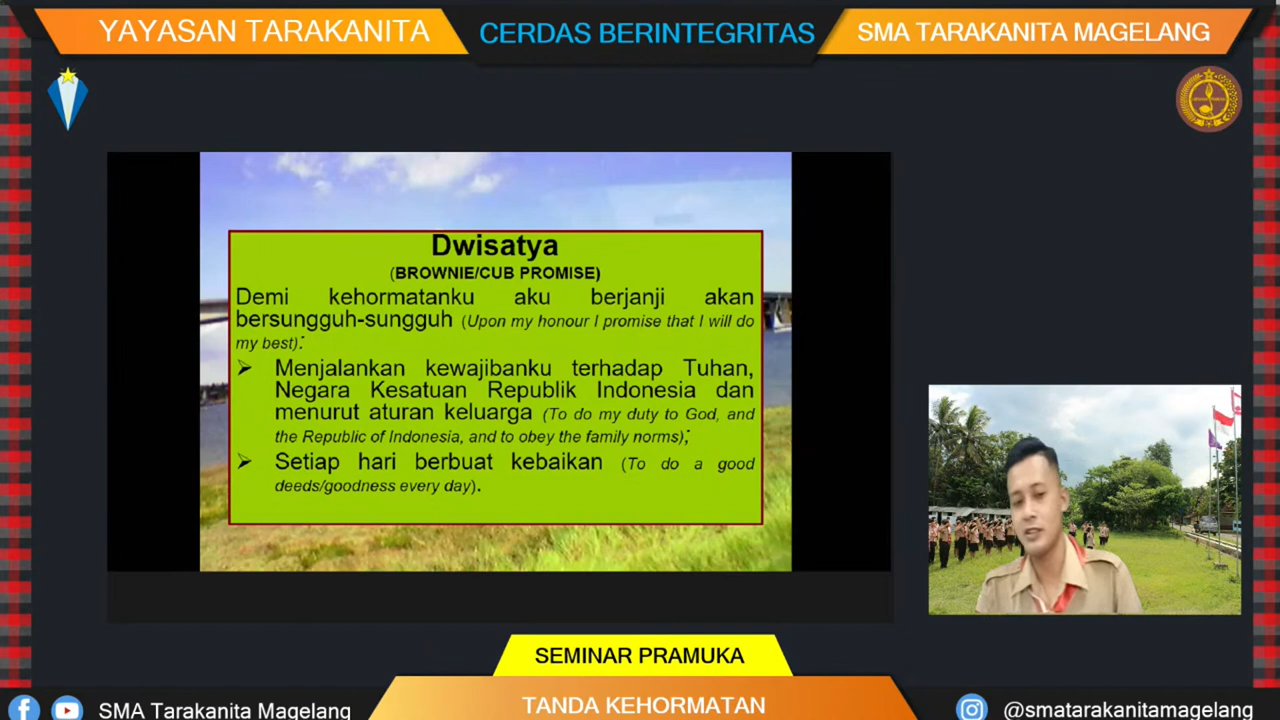 YAYASAN TARAKANITA
CERDAS BERINTEGRITAS
SMA TARAKANITA MAGELANG
Dwisatya
(BROWNIE/CUB PROMISE)
Demi kehormatanku aku berjanji akan
bersungguh-sungguh (Upon my honour I promise that I will do
my best):
➢ Menjalankan kewajibanku terhadap Tuhan,
Negara Kesatuan Republik Indonesia dan
menurut aturan keluarga (To do my duty to God, and
the Republic of Indonesia, and to obey the family norms);
➢ Setiap hari berbuat kebaikan (To do a good
deeds/goodness every day).
SEMINAR PRAMUKA
TANDA KEHORMATAN
SMA Tarakanita Magelang
@smatarakanitamagelang